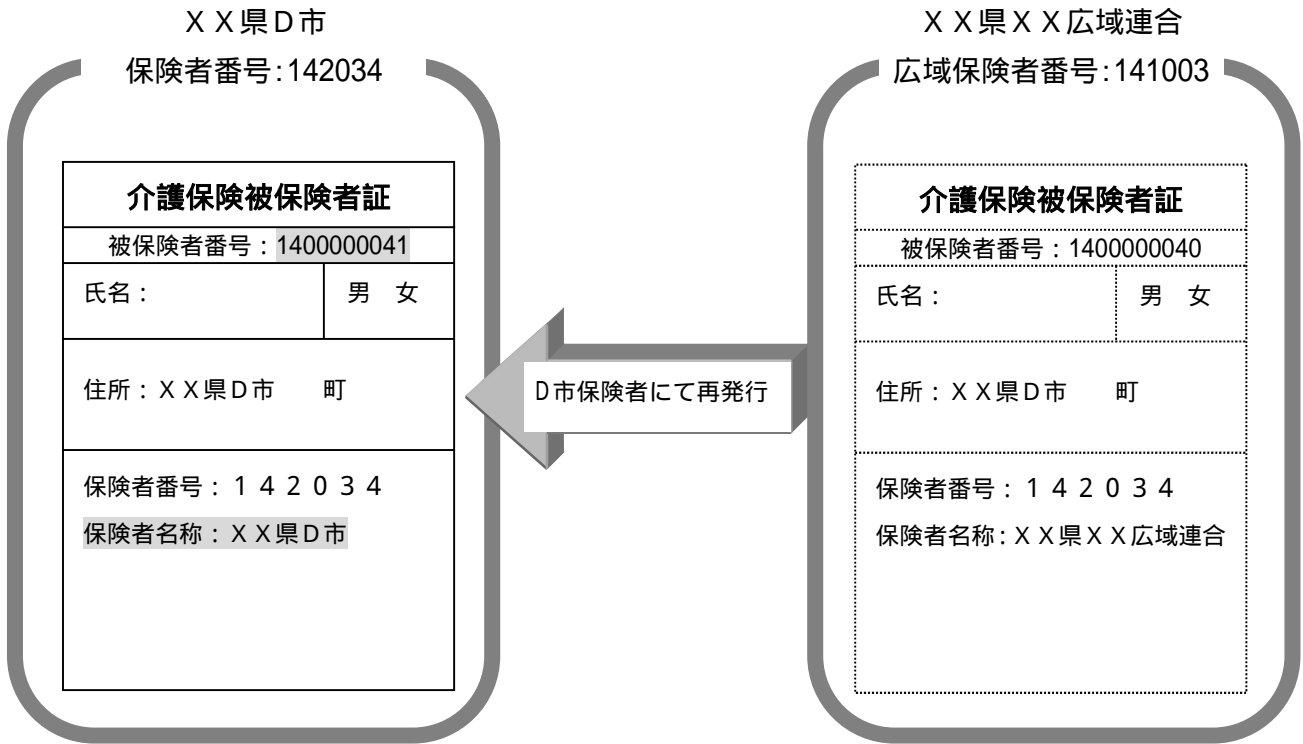 ＸＸ県Ｄ市
保険者番号:142034
介護保険被保険者証
被保険者番号：1400000041
氏名：
男　女
住所：ＸＸ県Ｄ市　　町
保険者番号：１４２０３４
保険者名称：ＸＸ県Ｄ市
D市保険者にて再発行
ＸＸ県ＸＸ広域連合
広域保険者番号:141003
介護保険被保険者証
被保険者番号：1400000040
氏名：
男　女
住所：ＸＸ県Ｄ市　　町
保険者番号：１４２０３４
保険者名称:ＸＸ県ＸＸ広域連合